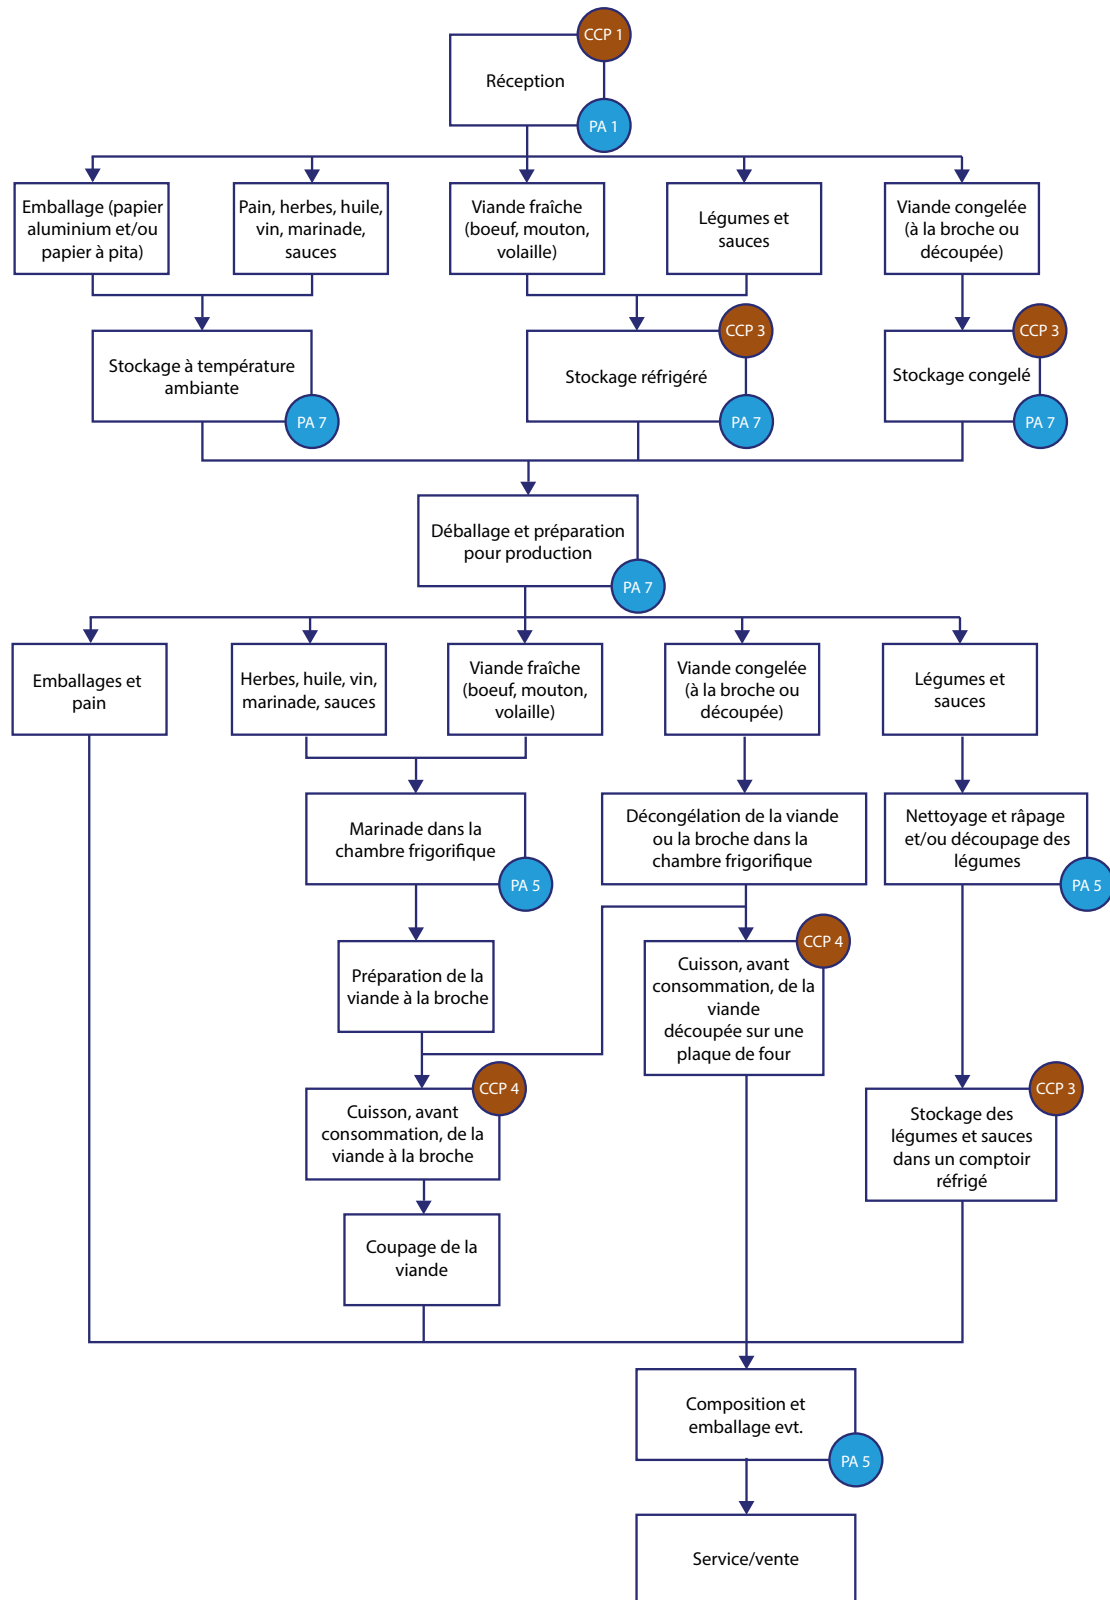 CCP 1
Réception
PA 1
Emballage (papier
aluminium et/ou
papier à pita)
Pain, herbes, huile,
vin, marinade,
sauces
Viande fraîche
(boeuf, mouton,
volaille)
Légumes et
sauces
Viande congelée
(à la broche ou
découpée)
Stockage à température
ambiante
PA 7
CCP 3
Stockage réfrigéré
PA 7
CCP 3
Stockage congelé
PA 7
Déballage et préparation
pour production
PA 7
Emballages et
pain
Herbes, huile, vin,
marinade, sauces
Viande fraîche
(boeuf, mouton,
volaille)
Viande congelée
(à la broche ou
découpée)
Légumes et
sauces
Marinade dans la
chambre frigorifique
PA 5
Décongélation de la viande
ou la broche dans la
chambre frigorifique
Nettoyage et râpage
et/ou découpage des
légumes
PA 5
Préparation de la
viande à la broche
CCP 4
Cuisson, avant
consommation, de la
viande
découpée sur une
plaque de four
CCP 4
Cuisson, avant
consommation, de la
viande à la broche
CCP 3
Stockage des
légumes et sauces
dans un comptoir
réfrigé
Coupage de la
viande
Composition et
emballage evt.
PA 5
Service/vente